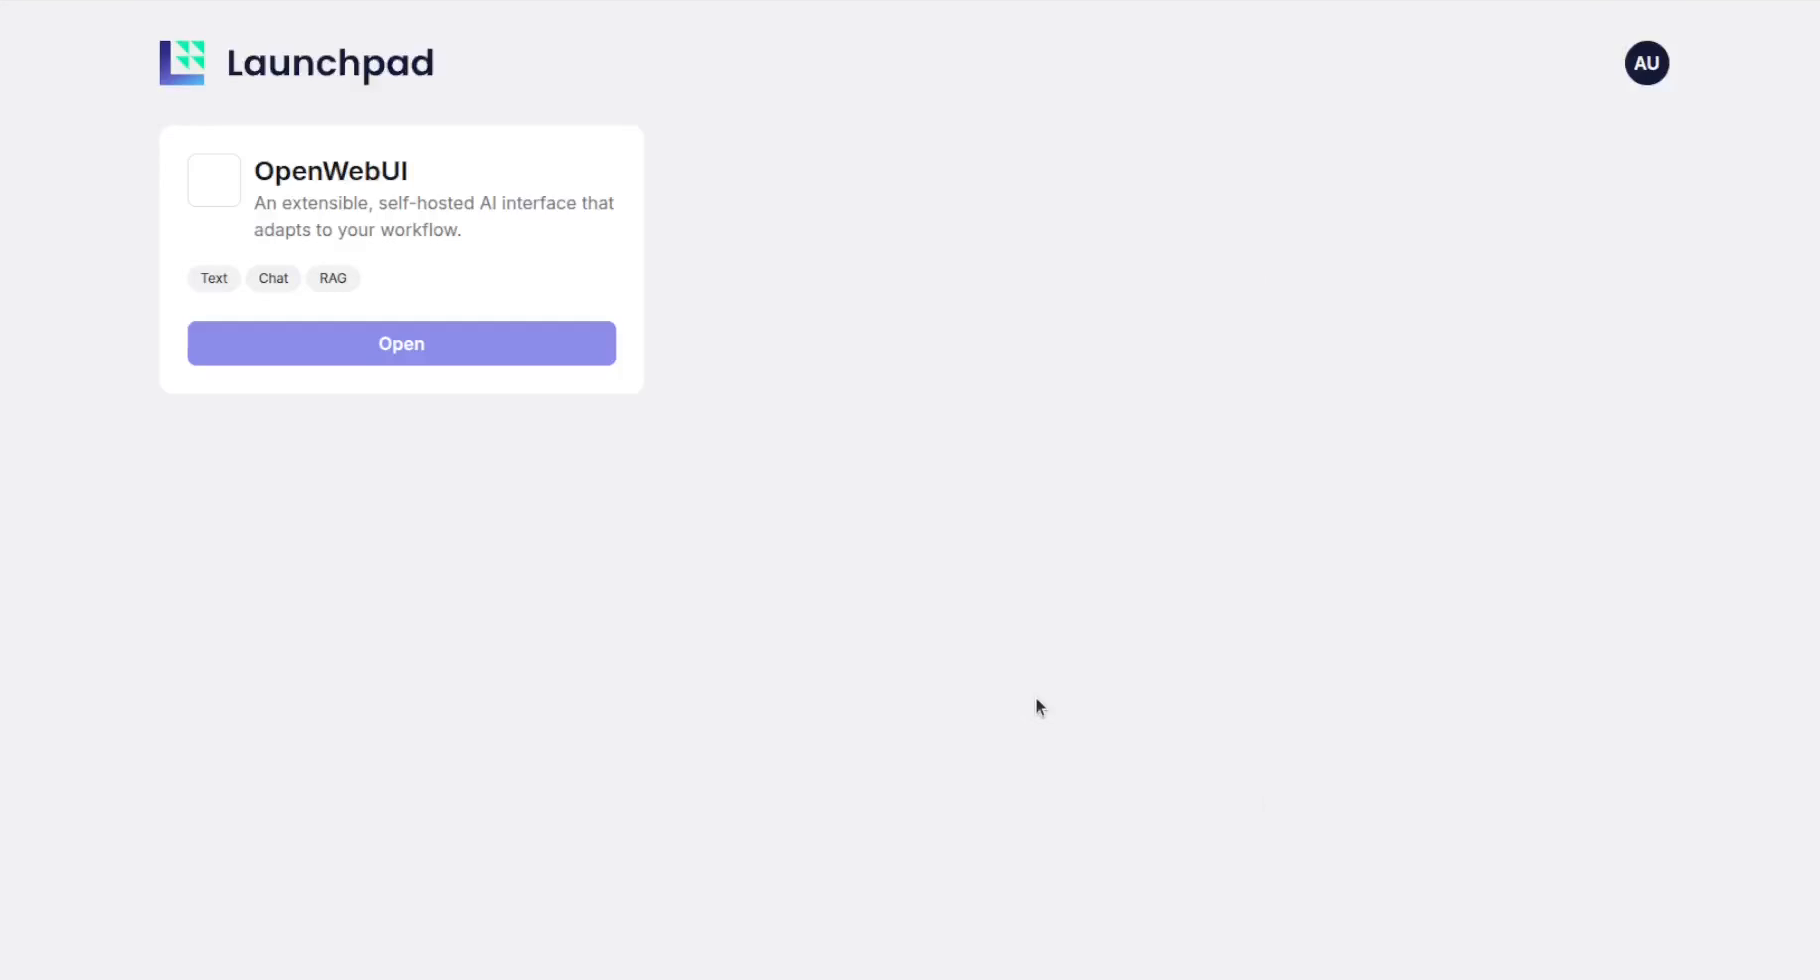 Launchpad
AU
OpenWebUI
An extensible, self-hosted AI interface that
adapts to your workflow.
Text Chat RAG
Open